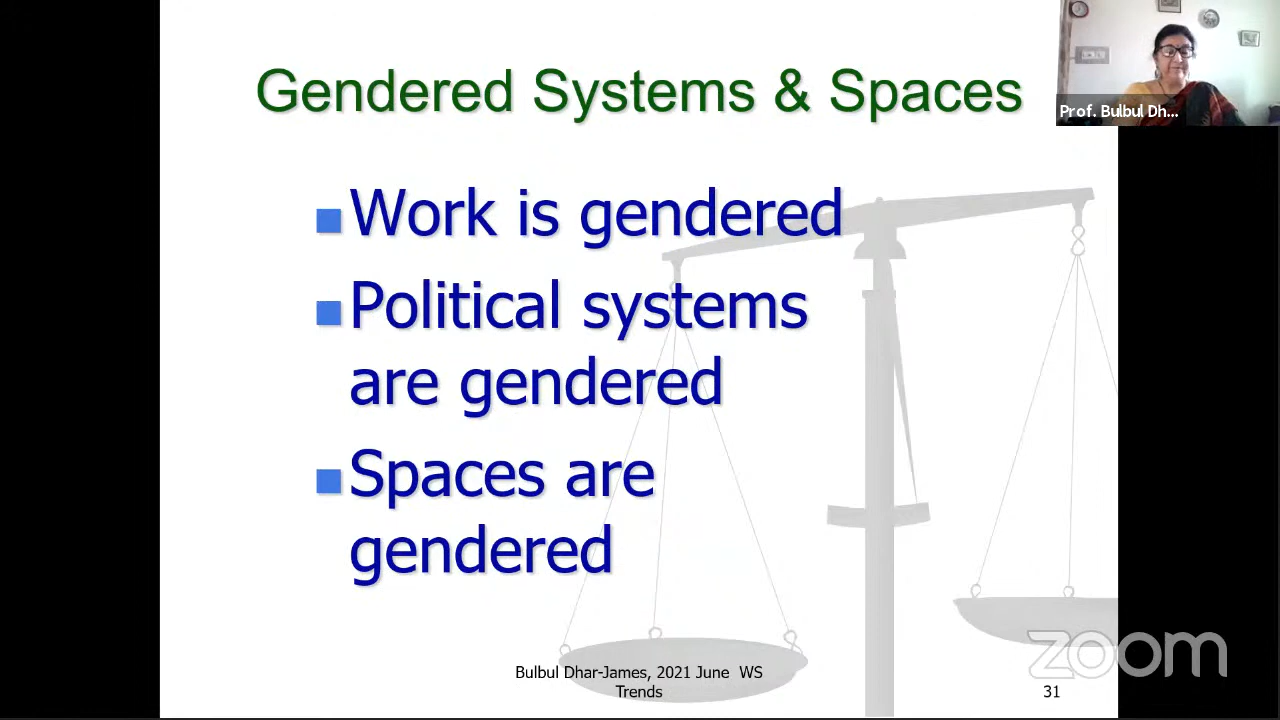 Gendered Systems & Spaces
Prof. Bulbul Dh...
Work is gendered
Political systems
are gendered
Spaces are
gendered
zoom
Bulbul Dhar-James, 2021 June WS
Trends
31